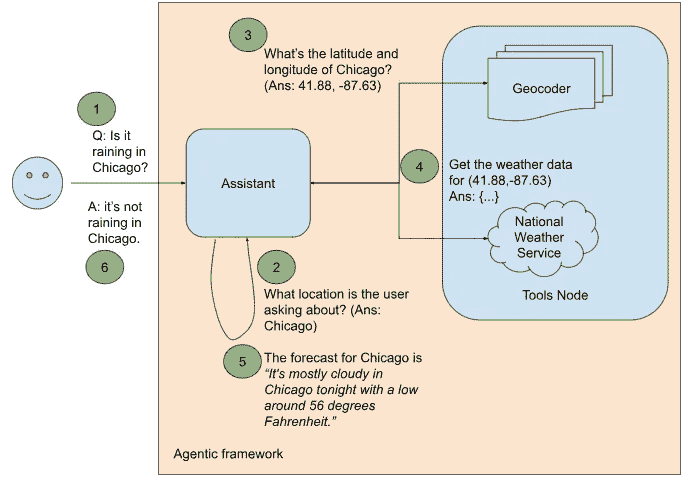 1
Q: Is it
raining in
Chicago?
A: it's not
raining in
Chicago.
6
Assistant
2
What location is the user
asking about? (Ans:
Chicago)
3
What's the latitude and
longitude of Chicago?
(Ans: 41.88, -87.63)
4
Get the weather data
for (41.88,-87.63)
Ans: {...}
Geocoder
National
Weather
Service
Tools Node
5
The forecast for Chicago is
“It's mostly cloudy in
Chicago tonight with a low
around 56 degrees
Fahrenheit.”
Agentic framework